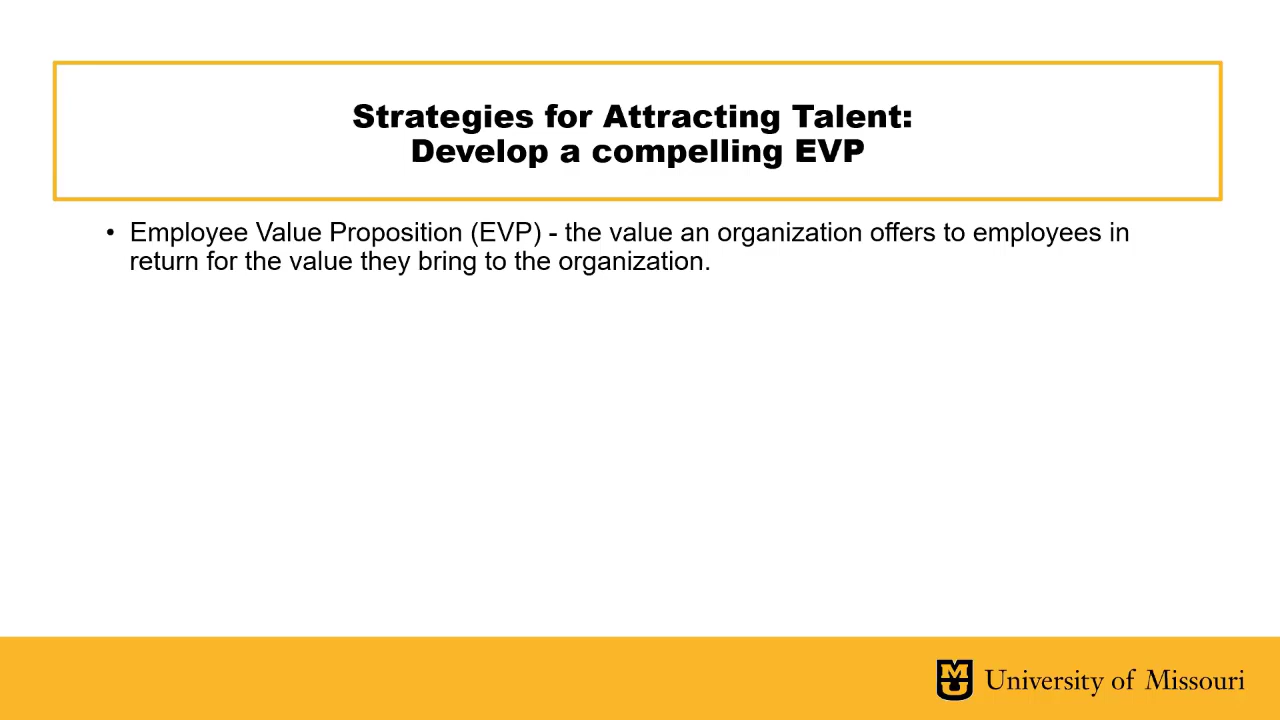 Strategies for Attracting Talent:
Develop a compelling EVP
• Employee Value Proposition (EVP) - the value an organization offers to employees in
return for the value they bring to the organization.
MU
University of Missouri